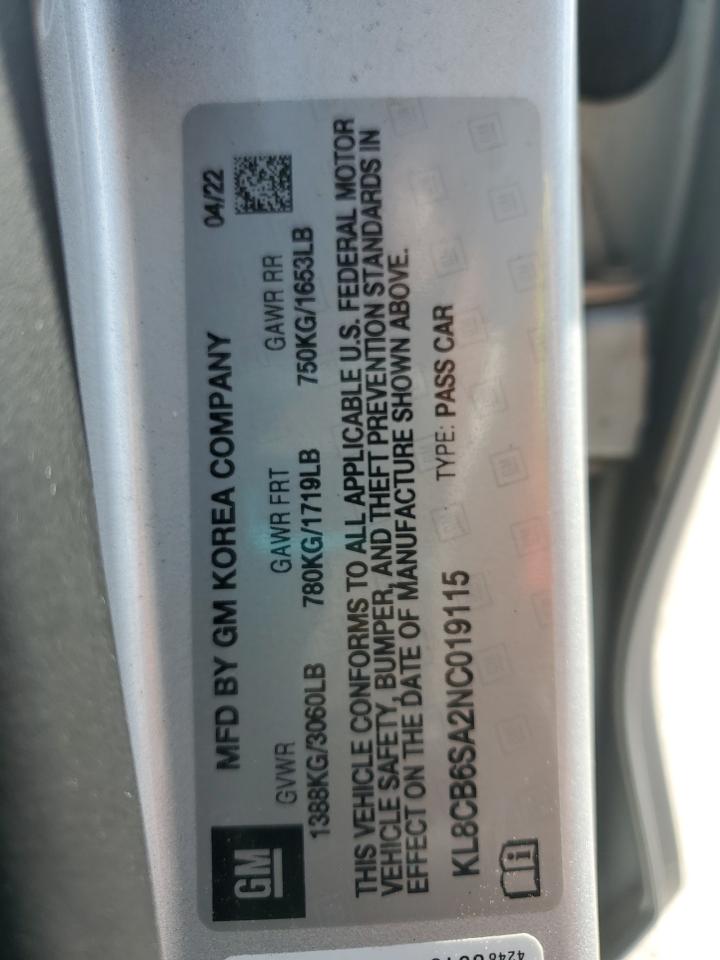 MFD BY GM KOREA COMPANY 04/22
GM
GVWR GAWR FRT GAWR RR
1388KG/3060LB 780KG/1719LB 750KG/1653LB
THIS VEHICLE CONFORMS TO ALL APPLICABLE U.S. FEDERAL MOTOR
VEHICLE SAFETY, BUMPER, AND THEFT PREVENTION STANDARDS IN
EFFECT ON THE DATE OF MANUFACTURE SHOWN ABOVE.
KL8CB6SA2NC019115 TYPE: PASS CAR